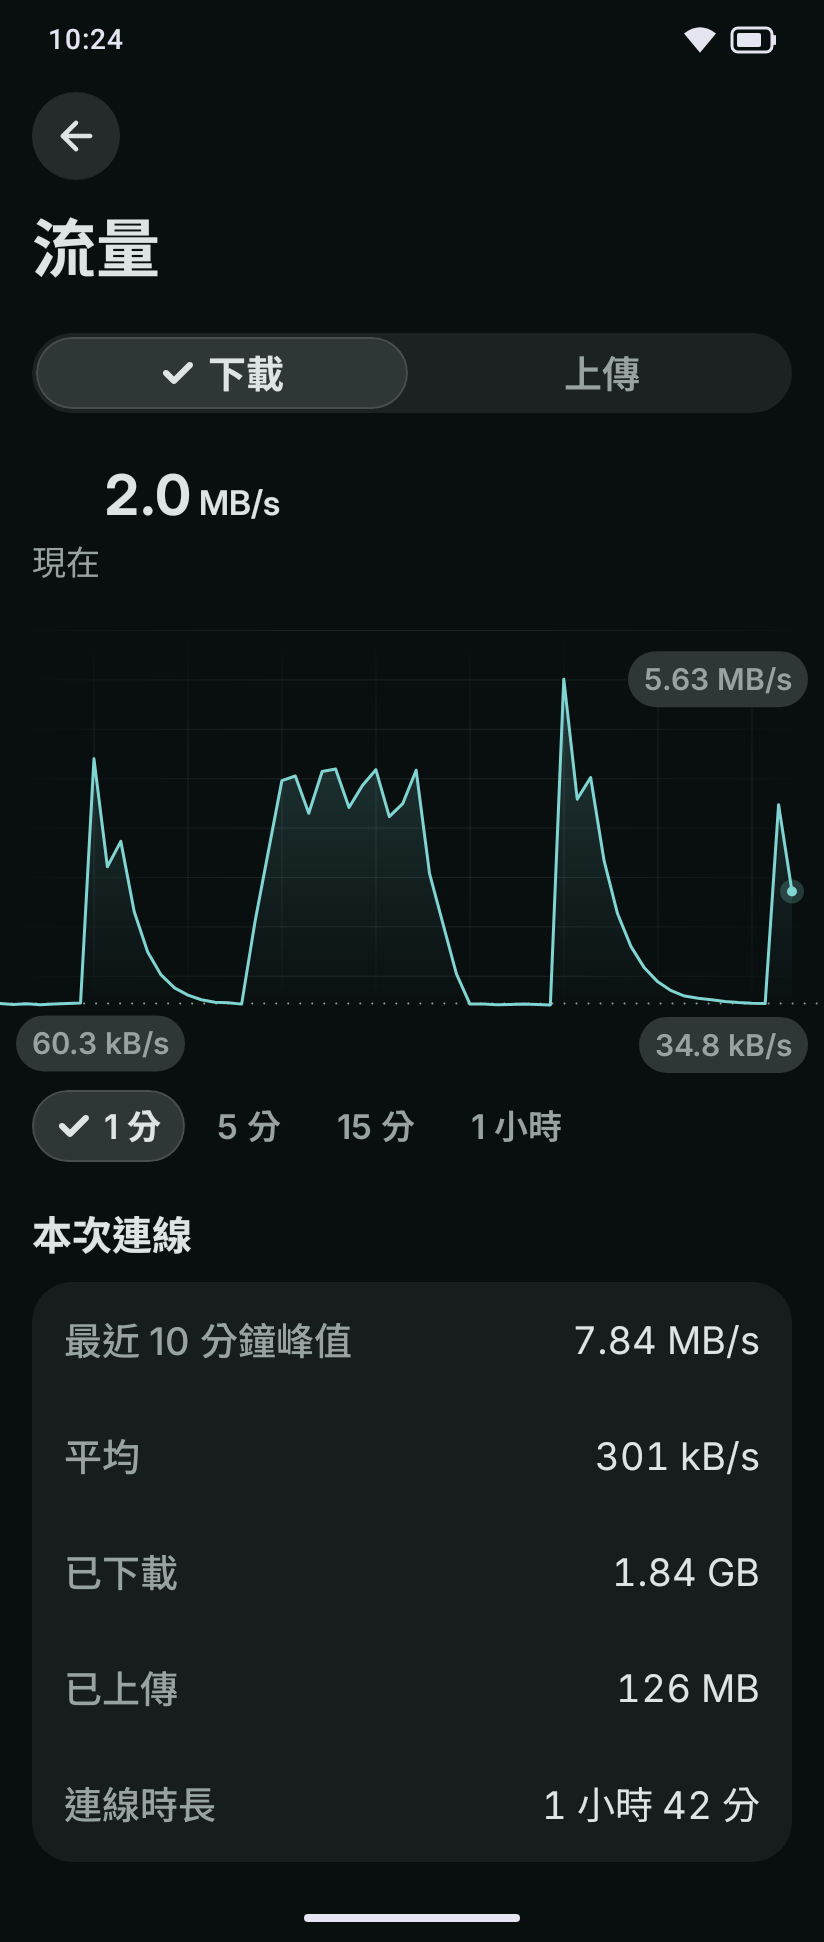 10:24
流量
下載
上傳
2.0 MB/s
現在
5.63 MB/s
60.3 kB/s
34.8 kB/s
1 分
5 分
15 分
1 小時
本次連線
最近 10 分鐘峰值
7.84 MB/s
平均
301 kB/s
已下載
1.84 GB
已上傳
126 MB
連線時長
1 小時 42 分